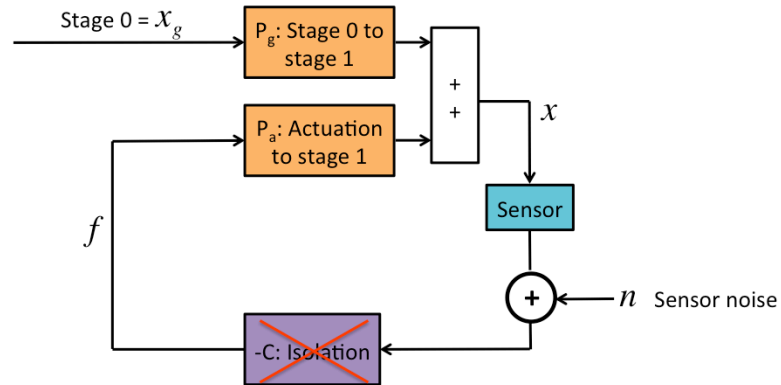 Stage 0 = x_g
P_g: Stage 0 to
stage 1
+
+
P_a: Actuation
to stage 1
x
Sensor
f
+
n Sensor noise
-C: Isolation